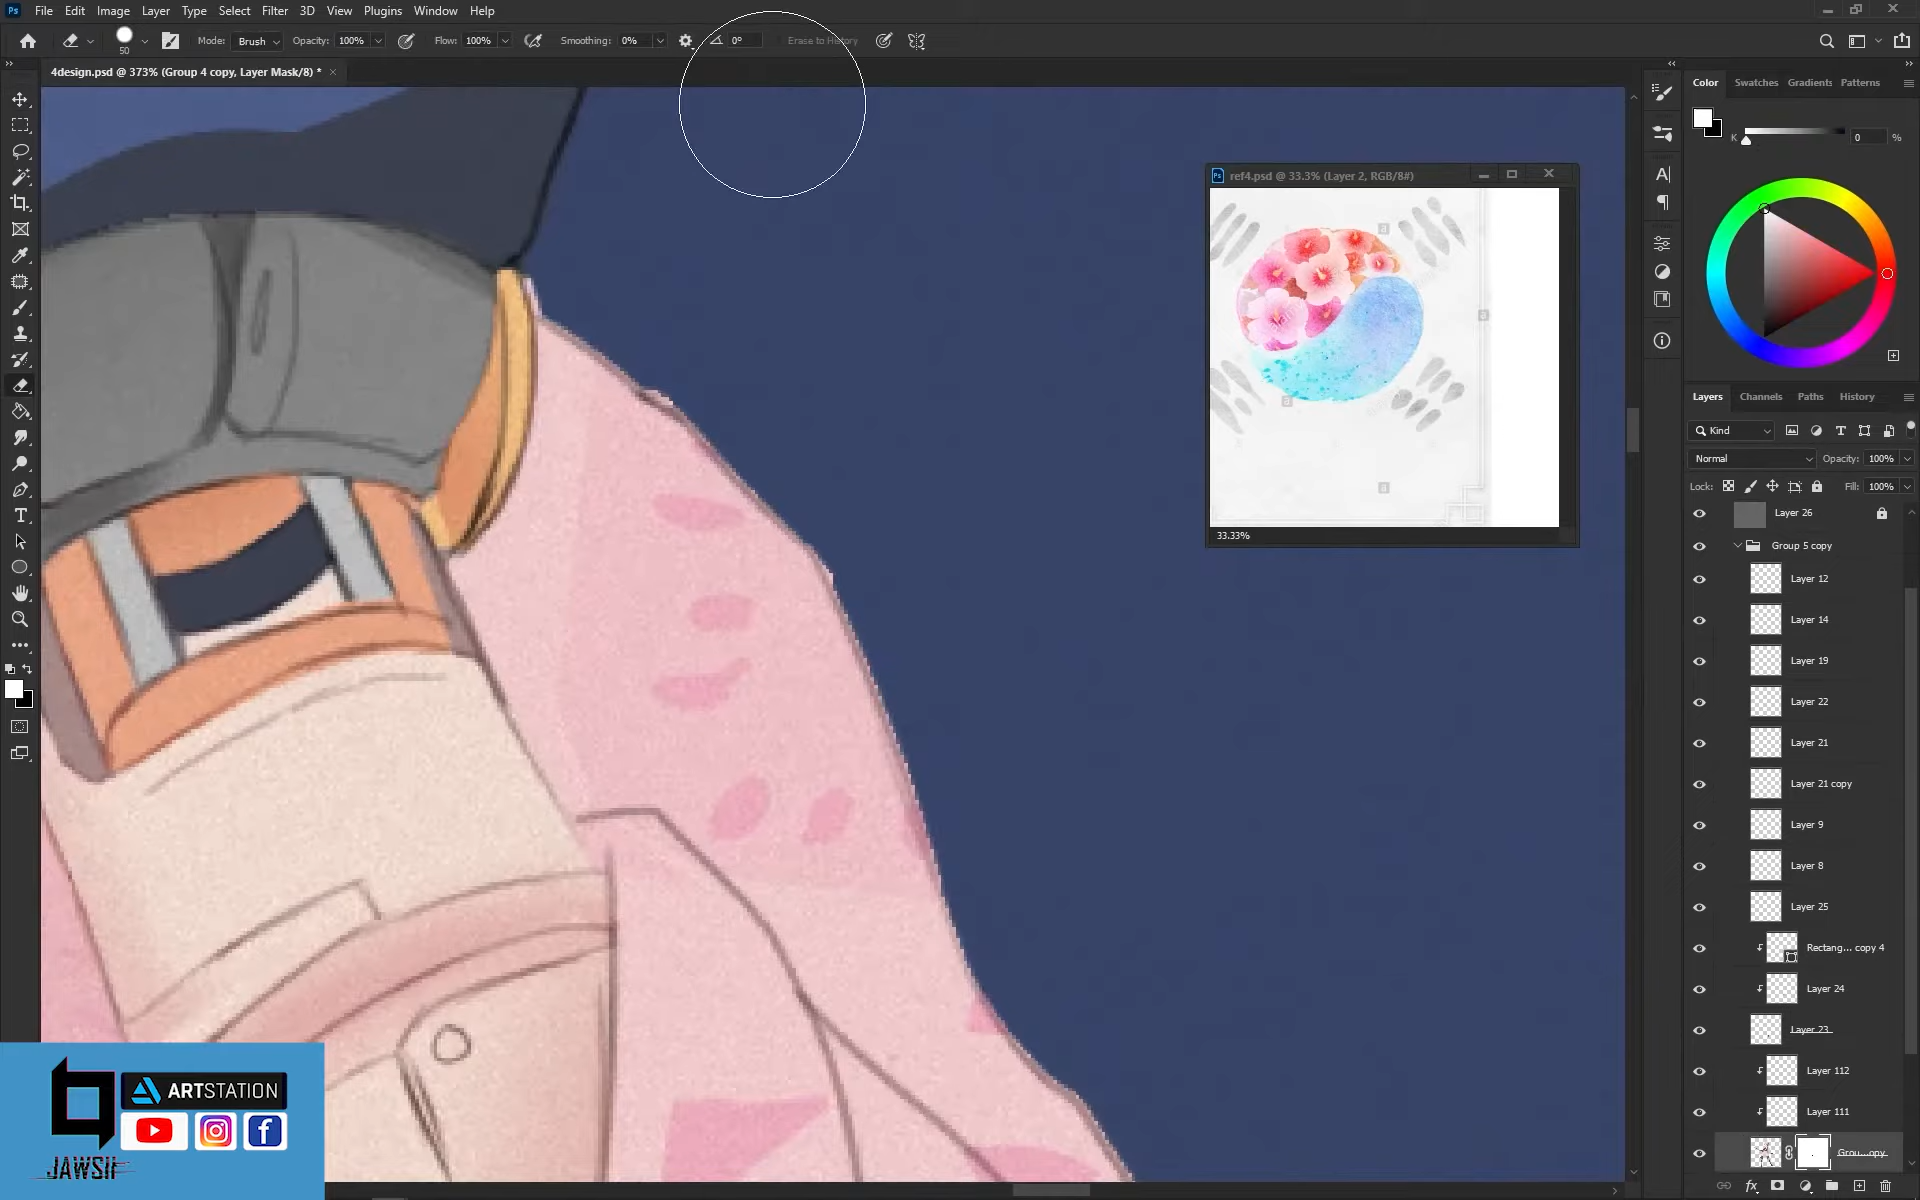 File Edit Image Layer Type Select Filter 3D View Plugins Window Help
50 Mode: Brush Opacity: 100% Flow: 100% Smoothing: 0% 0° Erase to History
4design.psd @ 373% (Group 4 copy, Layer Mask/8) *
ref4.psd @ 33.3% (Layer 2, RGB/8#)
33.33%
Color Swatches Gradients Patterns
K 0 %
Layers Channels Paths History
Kind
Normal Opacity: 100%
Lock: Fill: 100%
Layer 26
Group 5 copy
Layer 12
Layer 14
Layer 19
Layer 22
Layer 21
Layer 21 copy
Layer 9
Layer 8
Layer 25
Rectang... copy 4
Layer 24
Layer 23
Layer 112
Layer 111
Grou...opy
ARTSTATION
JAWSII